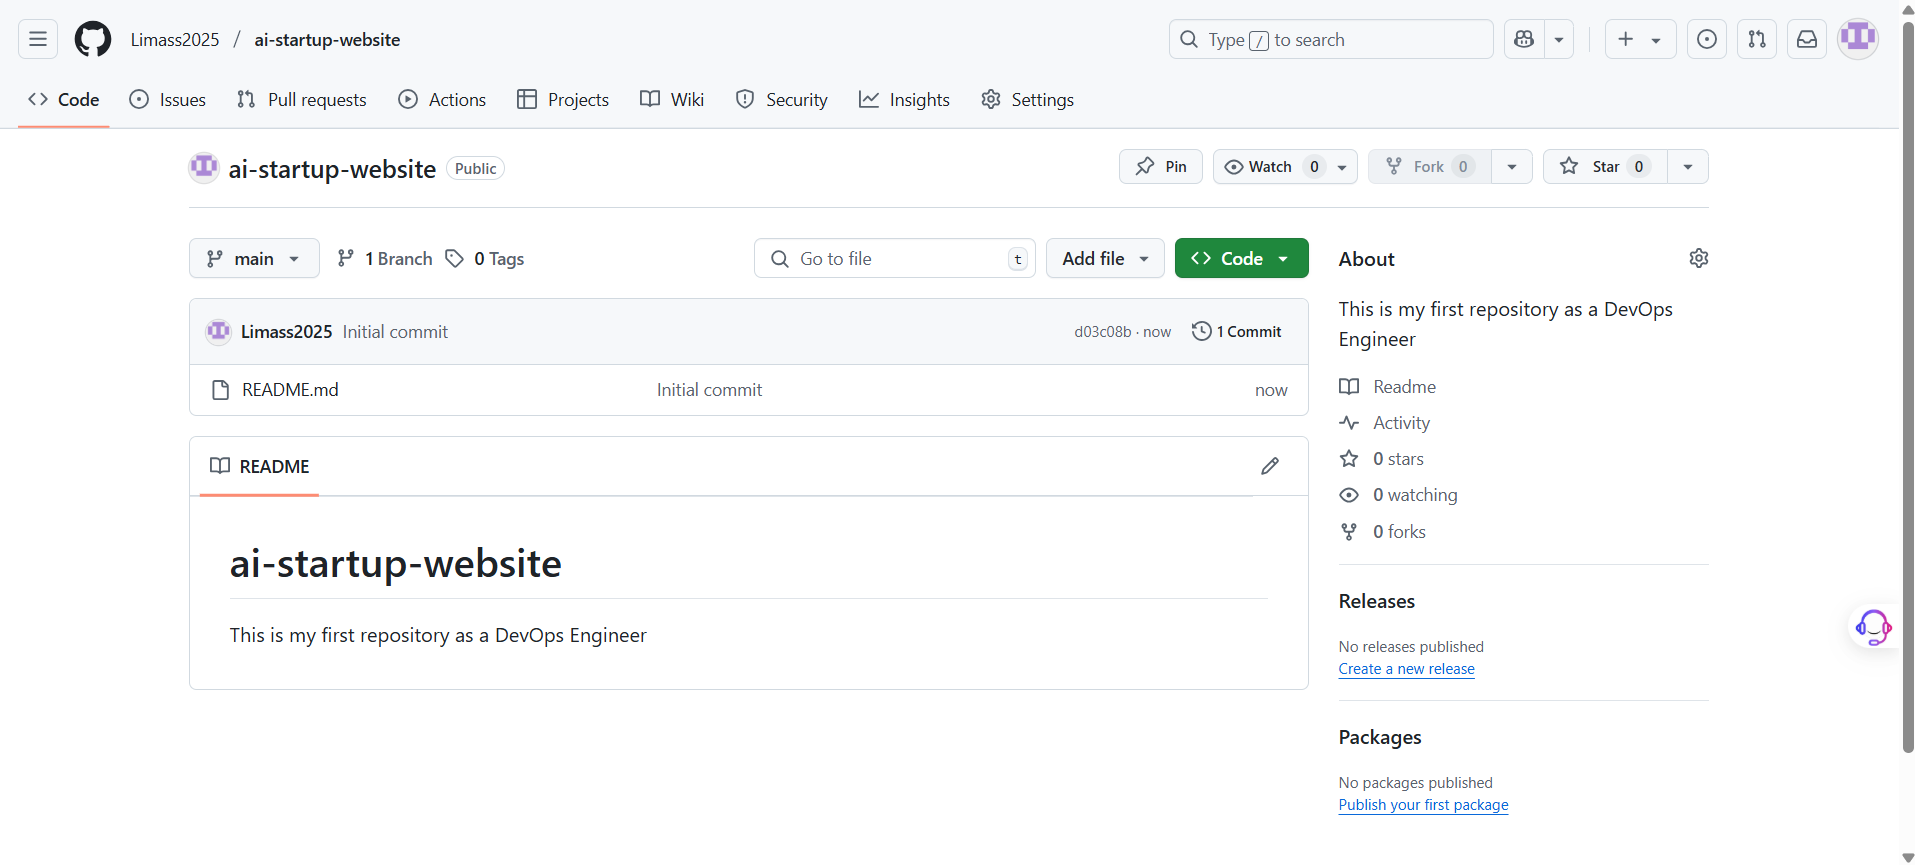 Limass2025 / ai-startup-website
Type / to search
Code Issues Pull requests Actions Projects Wiki Security Insights Settings
ai-startup-website Public
Pin Watch 0 Fork 0 Star 0
main 1 Branch 0 Tags Go to file t Add file Code
Limass2025 Initial commit d03c08b · now 1 Commit
README.md Initial commit now
README
ai-startup-website
This is my first repository as a DevOps Engineer
About
This is my first repository as a DevOps
Engineer
Readme
Activity
0 stars
0 watching
0 forks
Releases
No releases published
Create a new release
Packages
No packages published
Publish your first package